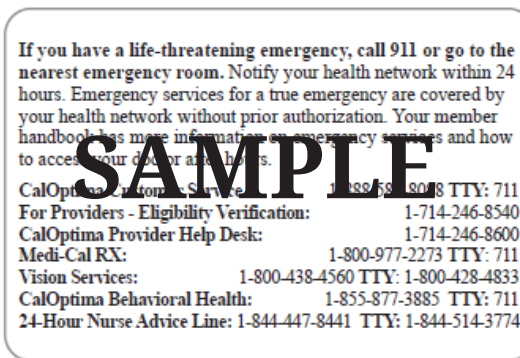 If you have a life-threatening emergency, call 911 or go to the
nearest emergency room. Notify your health network within 24
hours. Emergency services for a true emergency are covered by
your health network without prior authorization. Your member
handbook has more information on emergency services and how
to access your doctor after hours.
SAMPLE
CalOptima Customer Service TTY: 711
For Providers - Eligibility Verification: 1-714-246-8540
CalOptima Provider Help Desk: 1-714-246-8600
Medi-Cal RX: 1-800-977-2273 TTY: 711
Vision Services: 1-800-438-4560 TTY: 1-800-428-4833
CalOptima Behavioral Health: 1-855-877-3885 TTY: 711
24-Hour Nurse Advice Line: 1-844-447-8441 TTY: 1-844-514-3774